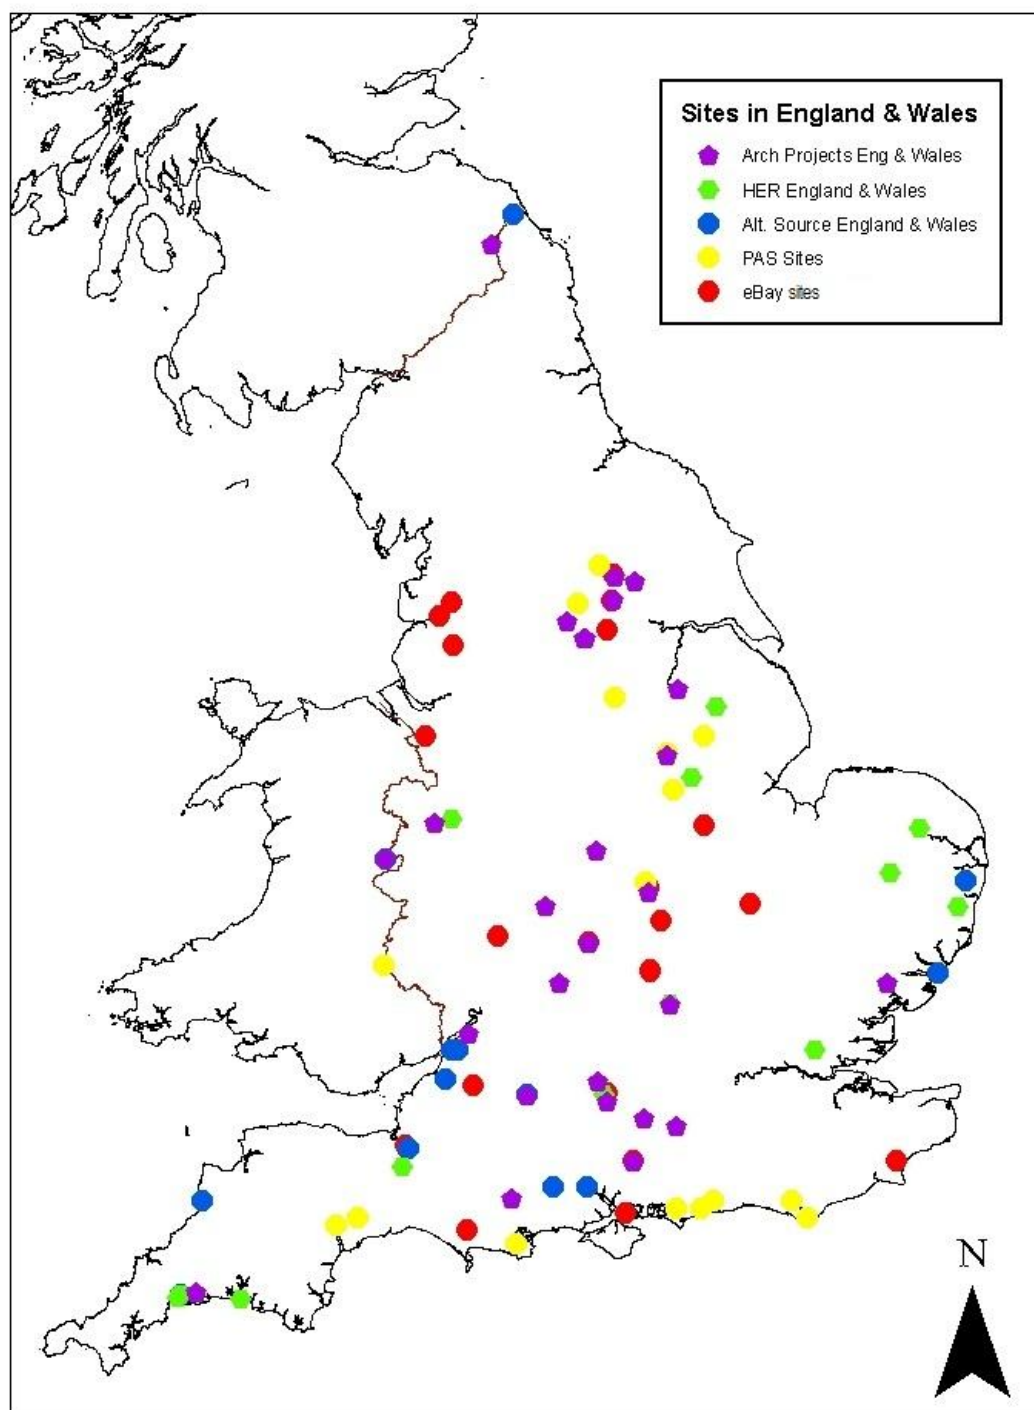 Sites in England & Wales
Arch Projects Eng & Wales
HER England & Wales
Alt. Source England & Wales
PAS Sites
eBay sites
N